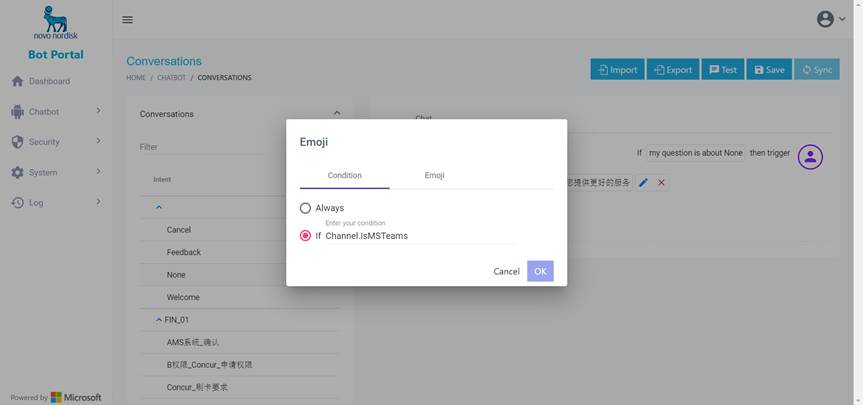 novo nordisk
Bot Portal
Dashboard
Chatbot
Security
System
Log
Powered by Microsoft
Conversations
HOME / CHATBOT / CONVERSATIONS
Import
Export
Test
Save
Sync
Conversations
Filter
Intent
Cancel
Feedback
None
Welcome
FIN_01
AMS系统_确认
B权限_Concur_申请权限
Concur_刷卡要求
Chat
If my question is about None then trigger
提供更好的服务
Emoji
Condition
Emoji
Always
Enter your condition
If Channel.IsMSTeams
Cancel
OK